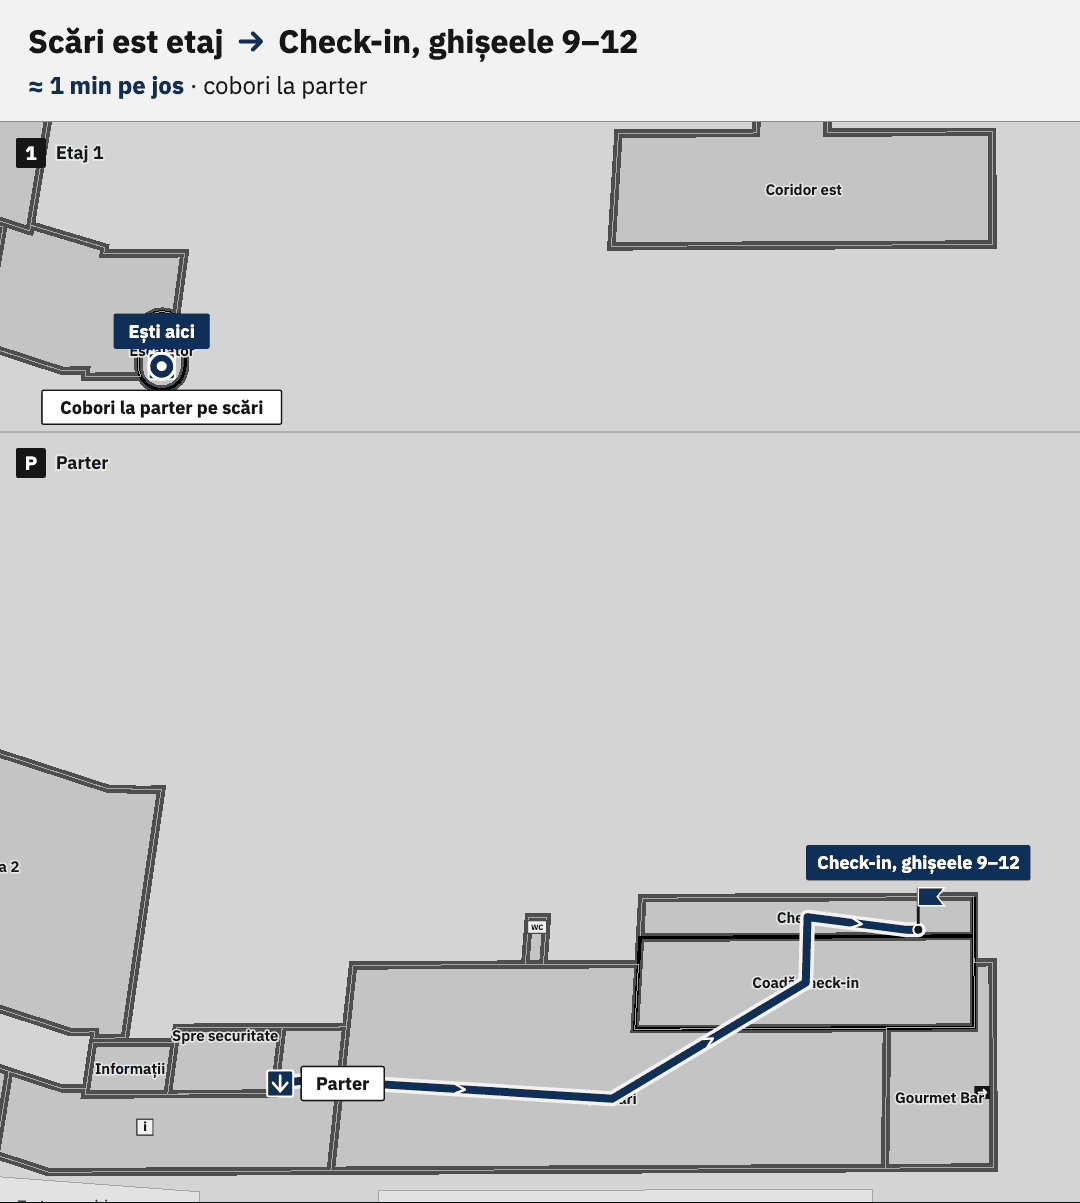 Scări est etaj → Check-in, ghișeele 9–12
≈ 1 min pe jos · cobori la parter
1 Etaj 1
Coridor est
Ești aici
Cobori la parter pe scări
P Parter
a 2
Check-in, ghișeele 9–12
wc
Spre securitate
Informații
Parter
Gourmet Bar
i